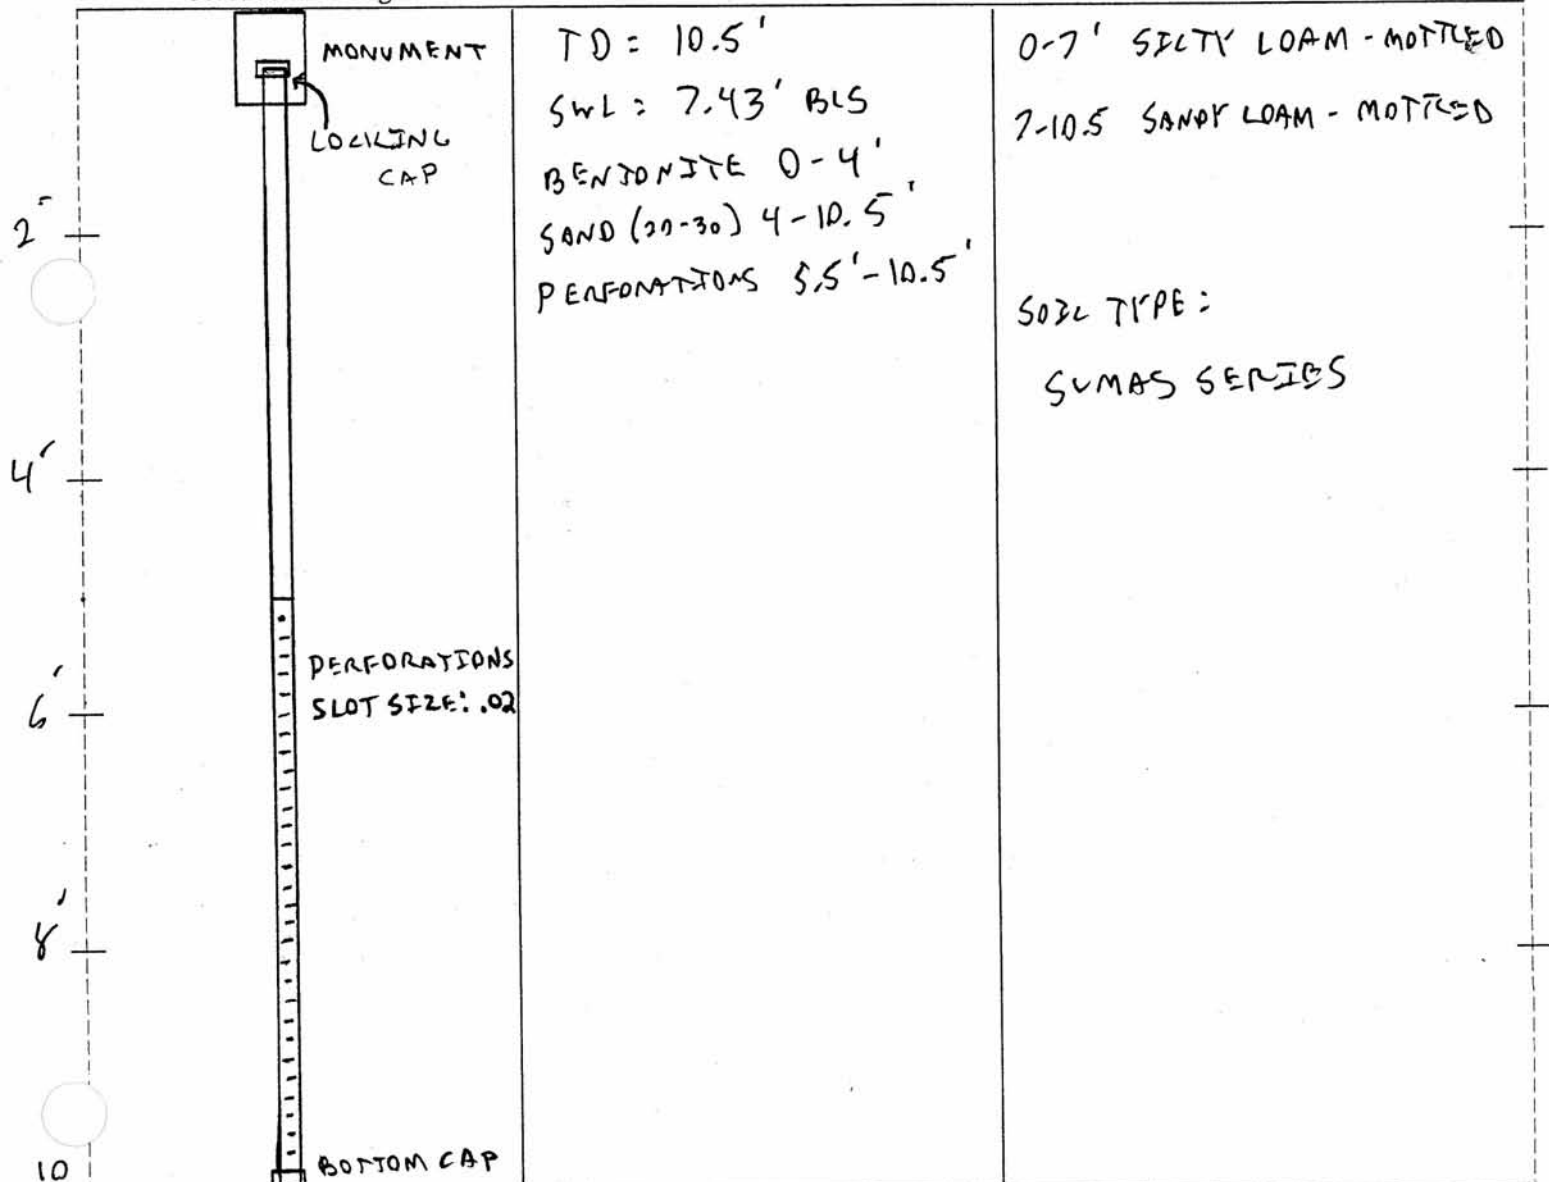 MONUMENT
LOCKING
CAP
2'
4'
PERFORATIONS
SLOT SIZE: .02
6'
8'
10
BOTTOM CAP
TD = 10.5'
SWL = 7.43' BLS
BENTONITE 0-4'
SAND (20-30) 4-10.5'
PERFORATIONS 5.5'-10.5'
0-7' SILTY LOAM - MOTTLED
7-10.5 SANDY LOAM - MOTTLED
SOIL TYPE:
SUMAS SERIES